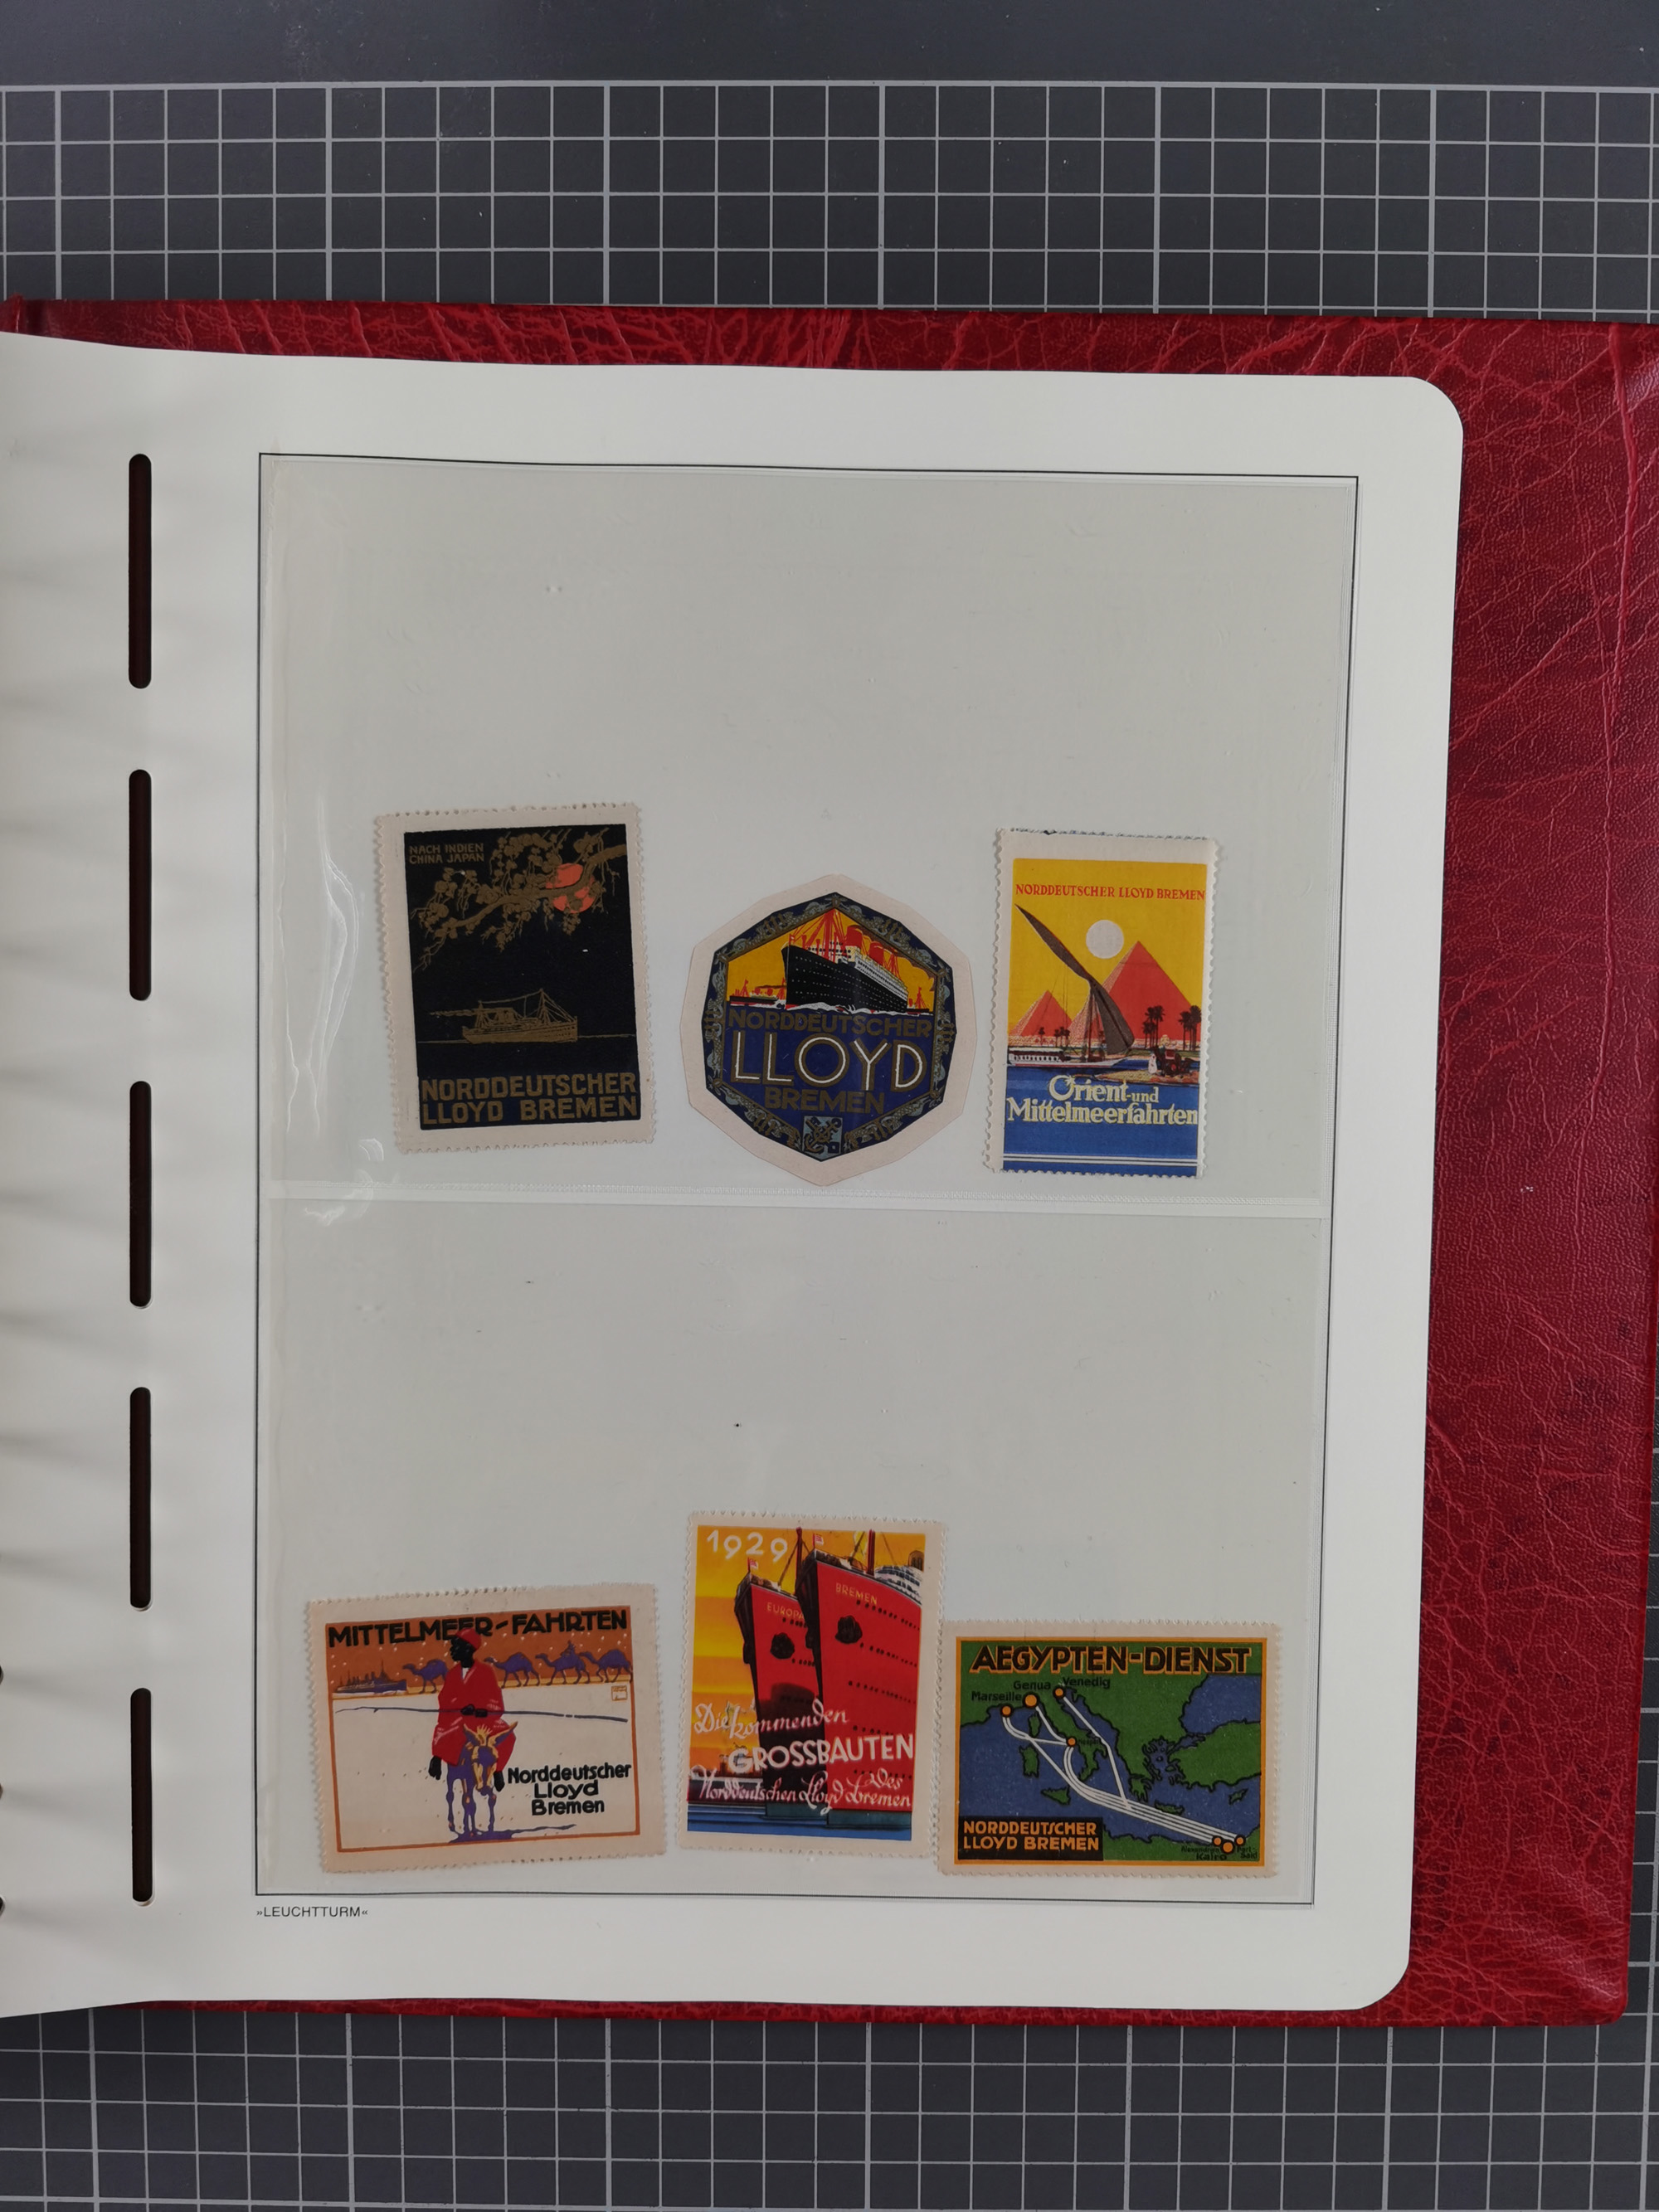 NACH INDIEN
CHINA JAPAN
NORDDEUTSCHER
LLOYD BREMEN
NORDDEUTSCHER
LLOYD
BREMEN
NORDDEUTSCHER LLOYD BREMEN
Orient-und
Mittelmeerfahrten
MITTELMEER-FAHRTEN
Norddeutscher
Lloyd
Bremen
1929
EUROPA
BREMEN
Die kommenden
GROSSBAUTEN
Des
Norddeutschen Lloyd Bremen
AEGYPTEN-DIENST
Genua Venedig
Marseille
NORDDEUTSCHER
LLOYD BREMEN
Kairo
»LEUCHTTURM«